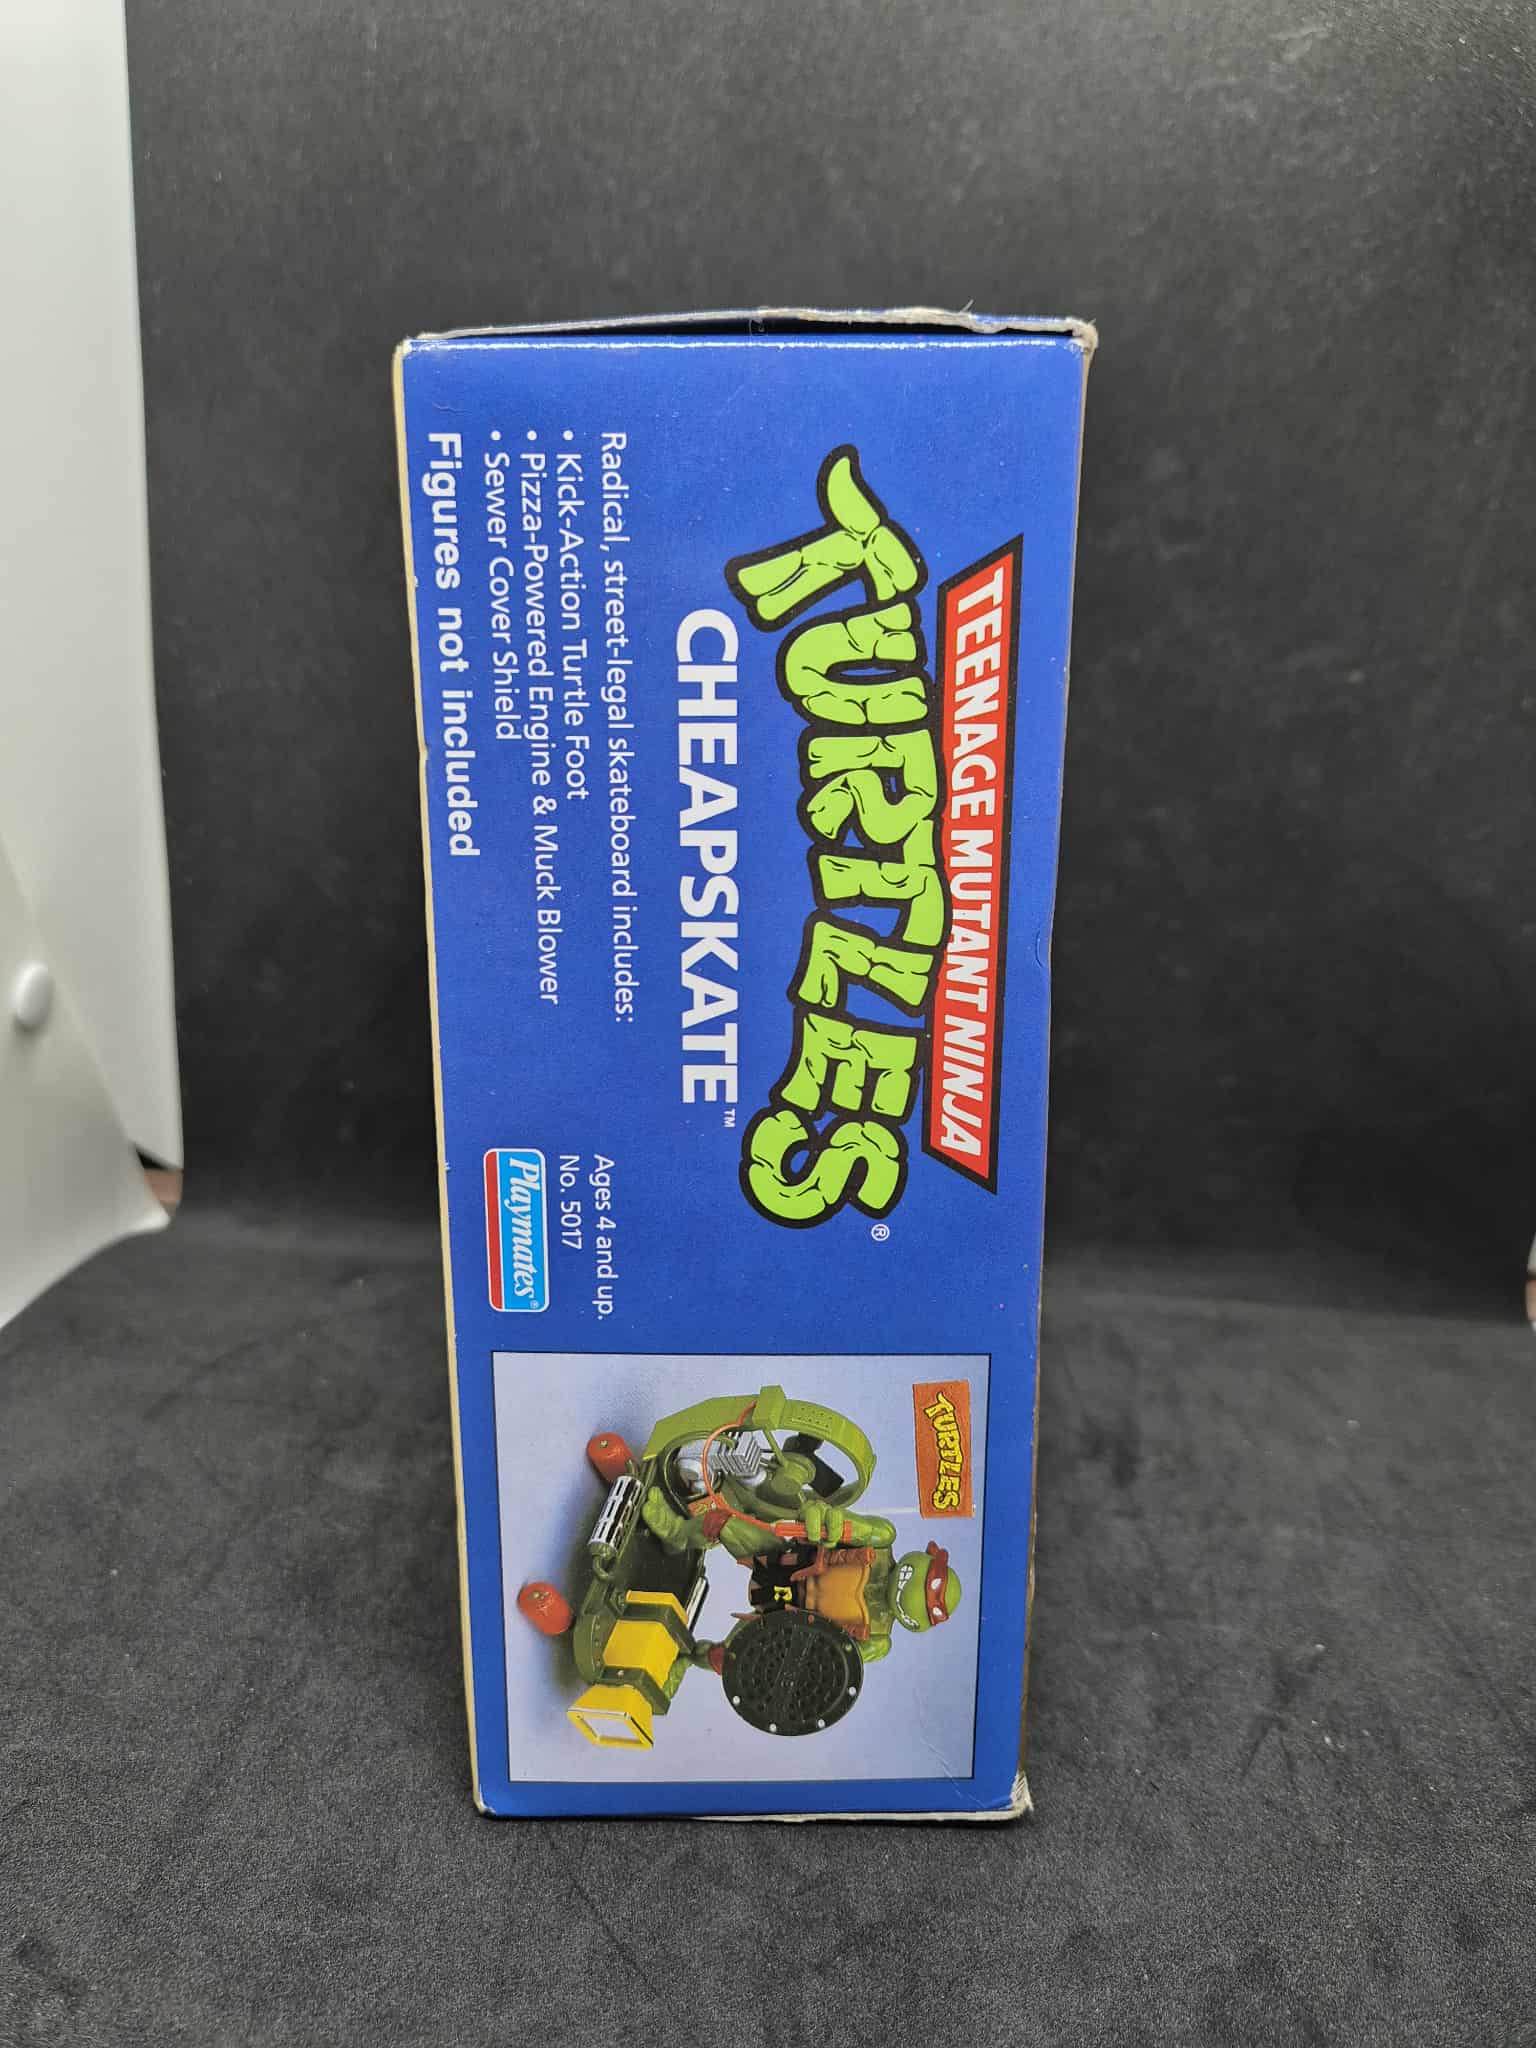 TEENAGE MUTANT NINJA
TURTLES®
CHEAPSKATE™
Radical, street-legal skateboard includes:
• Kick-Action Turtle Foot
• Pizza-Powered Engine & Muck Blower
• Sewer Cover Shield
Figures not included
Ages 4 and up.
No. 5017
Playmates®
TURTLES